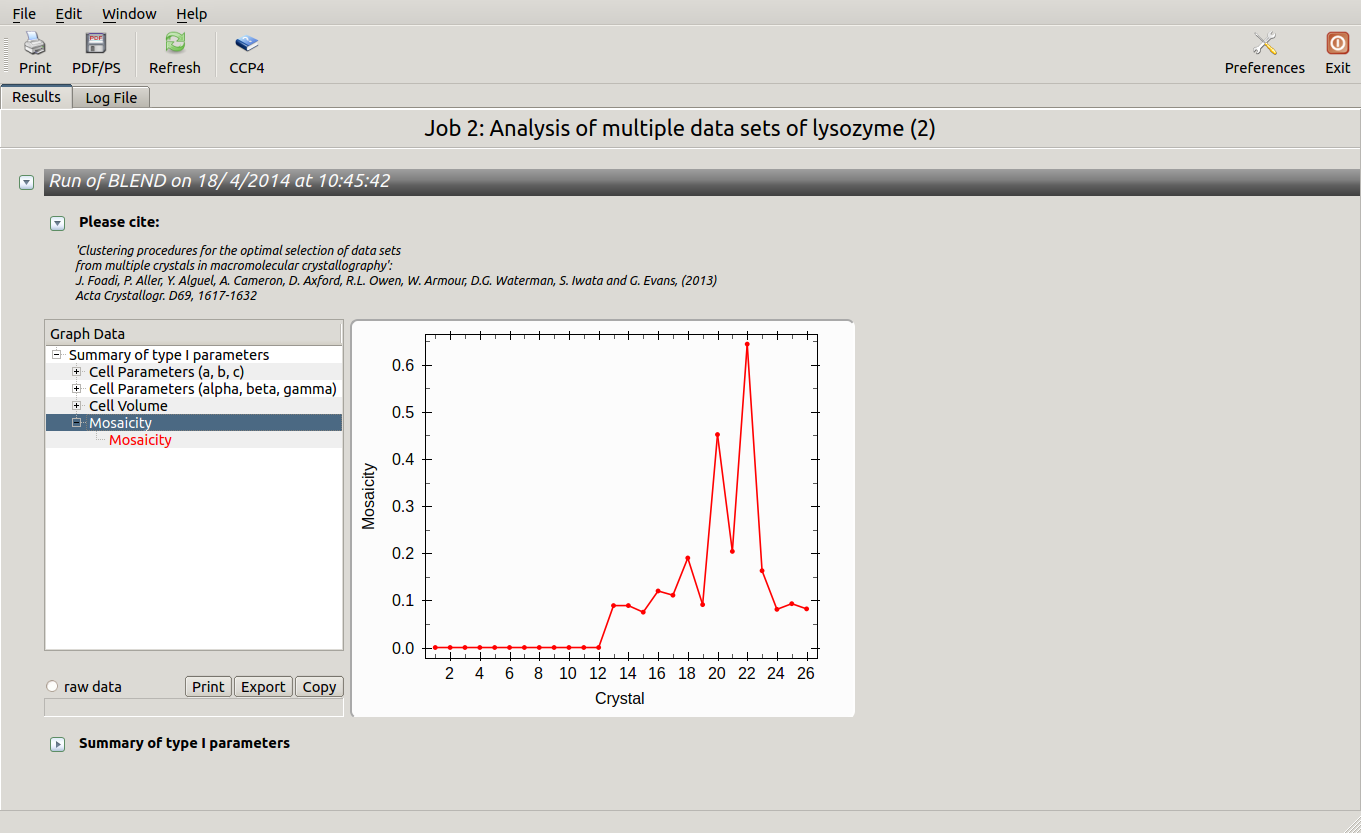 File Edit Window Help
Print PDF/PS Refresh CCP4 Preferences Exit
Results Log File
Job 2: Analysis of multiple data sets of lysozyme (2)
Run of BLEND on 18/ 4/2014 at 10:45:42
Please cite:
'Clustering procedures for the optimal selection of data sets
from multiple crystals in macromolecular crystallography':
J. Foadi, P. Aller, Y. Alguel, A. Cameron, D. Axford, R.L. Owen, W. Armour, D.G. Waterman, S. Iwata and G. Evans, (2013)
Acta Crystallogr. D69, 1617-1632
Graph Data
Summary of type I parameters
Cell Parameters (a, b, c)
Cell Parameters (alpha, beta, gamma)
Cell Volume
Mosaicity
Mosaicity
raw data Print Export Copy
Mosaicity
0.6
0.5
0.4
0.3
0.2
0.1
0.0
2 4 6 8 10 12 14 16 18 20 22 24 26
Crystal
Summary of type I parameters